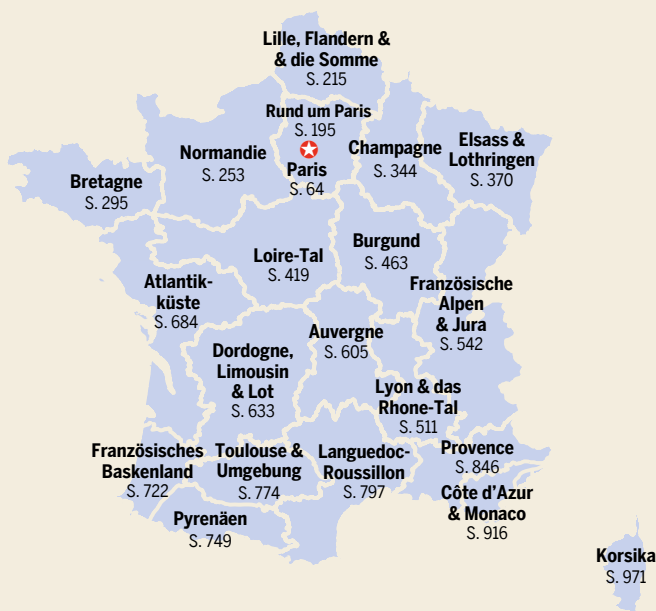 Lille, Flandern &
& die Somme
S. 215
Rund um Paris
S. 195
Paris
S. 64
Normandie
S. 253
Champagne
S. 344
Elsass &
Lothringen
S. 370
Bretagne
S. 295
Loire-Tal
S. 419
Burgund
S. 463
Atlantik-
küste
S. 684
Französische
Alpen
& Jura
S. 542
Auvergne
S. 605
Dordogne,
Limousin
& Lot
S. 633
Lyon & das
Rhone-Tal
S. 511
Französisches
Baskenland
S. 722
Toulouse &
Umgebung
S. 774
Languedoc-
Roussillon
S. 797
Provence
S. 846
Côte d'Azur
& Monaco
S. 916
Pyrenäen
S. 749
Korsika
S. 971